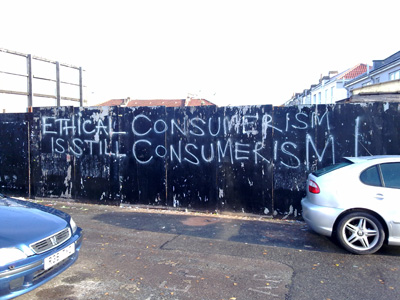 ETHICAL CONSUMERISM
IS STILL CONSUMERISM!